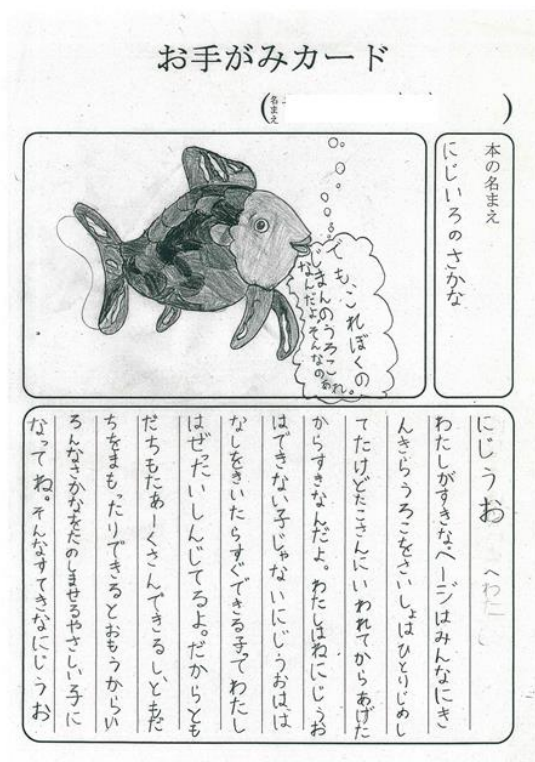 お手がみカード
(名まえ )
本の名まえ
にじいろのさかな
でも、これぼくの
じまんのうろこ
なんだよ。そんなの
あれ。
にじうお へわた
わたしがすきなページはみんなにき
んきらうろこをさいしょはひとりじめし
てたけどたこさんにいわれてからあげた
からすきなんだよ。わたしはねにじうお
はできない子じゃないにじうおはは
なしをきいたらすぐできる子ってわたし
はぜったいしんじてるよ。だからとも
だちもたあーくさんできるし、ともだ
ちをまもったりできるとおもうからい
ろんなさかなをたのしませるやさしい子に
なってね。そんなすてきなにじうお